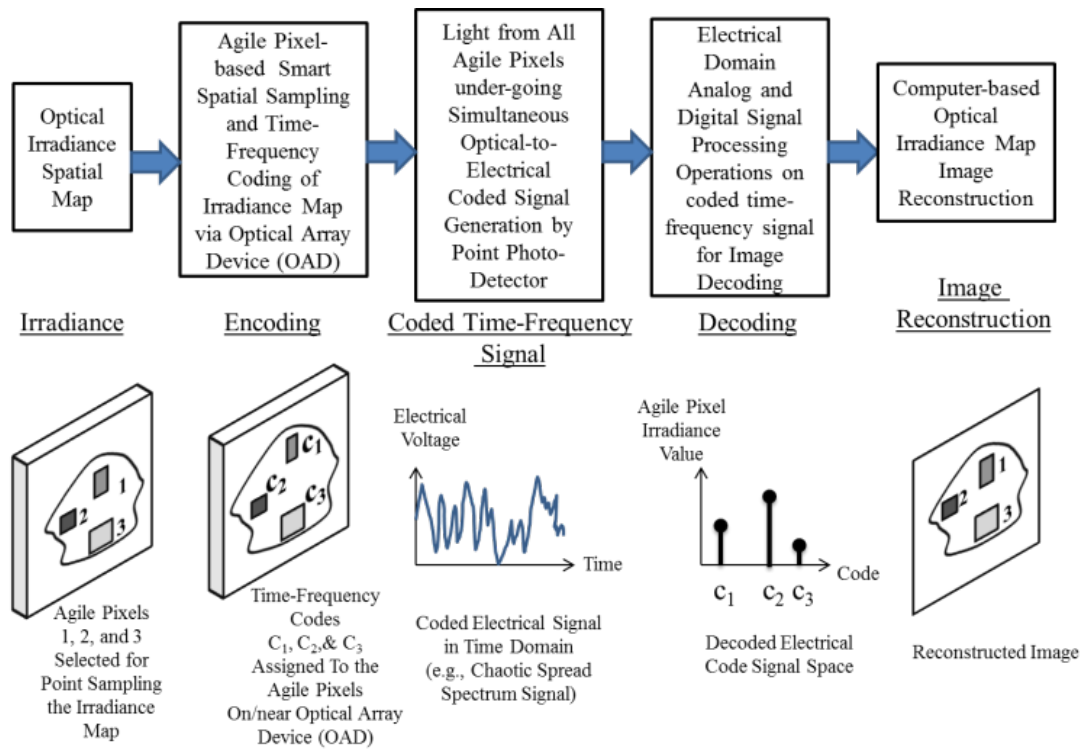 Optical
Irradiance
Spatial
Map
Agile Pixel-
based Smart
Spatial Sampling
and Time-
Frequency
Coding of
Irradiance Map
via Optical Array
Device (OAD)
Light from All
Agile Pixels
under-going
Simultaneous
Optical-to-
Electrical
Coded Signal
Generation by
Point Photo-
Detector
Electrical
Domain
Analog and
Digital Signal
Processing
Operations on
coded time-
frequency signal
for Image
Decoding
Computer-based
Optical
Irradiance Map
Image
Reconstruction
Irradiance
Encoding
Coded Time-Frequency
Signal
Decoding
Image
Reconstruction
1
2
3
Agile Pixels
1, 2, and 3
Selected for
Point Sampling
the Irradiance
Map
c1
c2
c3
Time-Frequency
Codes
C1, C2,& C3
Assigned To the
Agile Pixels
On/near Optical Array
Device (OAD)
Electrical
Voltage
Time
Coded Electrical Signal
in Time Domain
(e.g., Chaotic Spread
Spectrum Signal)
Agile Pixel
Irradiance
Value
Code
c1 c2 c3
Decoded Electrical
Code Signal Space
1
2
3
Reconstructed Image